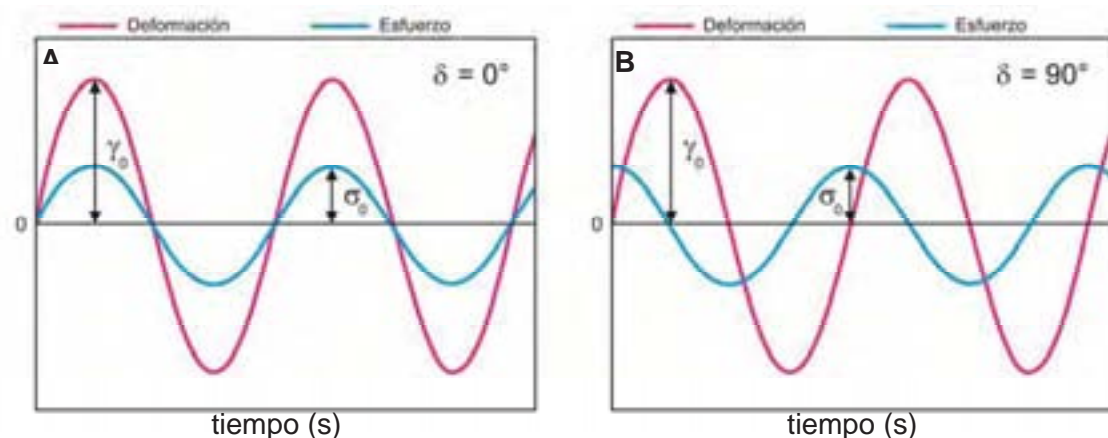 Deformación Esfuerzo
A
δ = 0°
γ₀
σ₀
0
tiempo (s)
Deformación Esfuerzo
B
δ = 90°
γ₀
σ₀
0
tiempo (s)